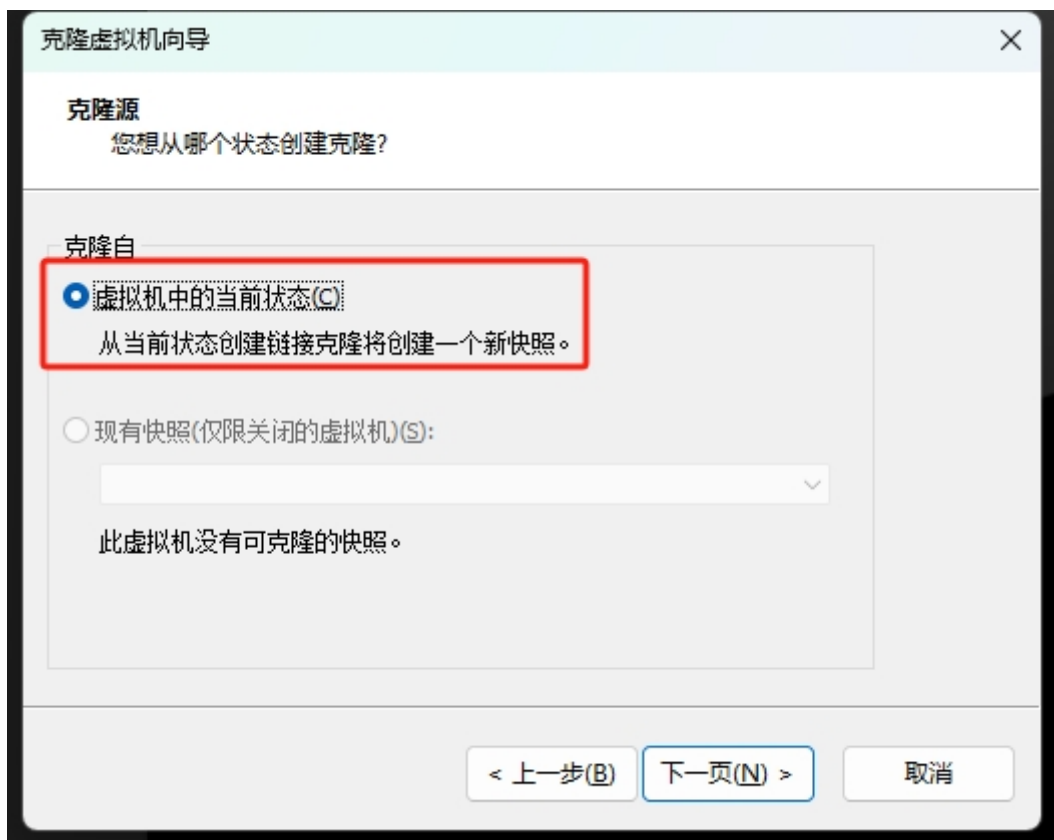 克隆虚拟机向导
克隆源
您想从哪个状态创建克隆?
克隆自
虚拟机中的当前状态(C)
从当前状态创建链接克隆将创建一个新快照。
现有快照(仅限关闭的虚拟机)(S):
此虚拟机没有可克隆的快照。
< 上一步(B) 下一页(N) > 取消